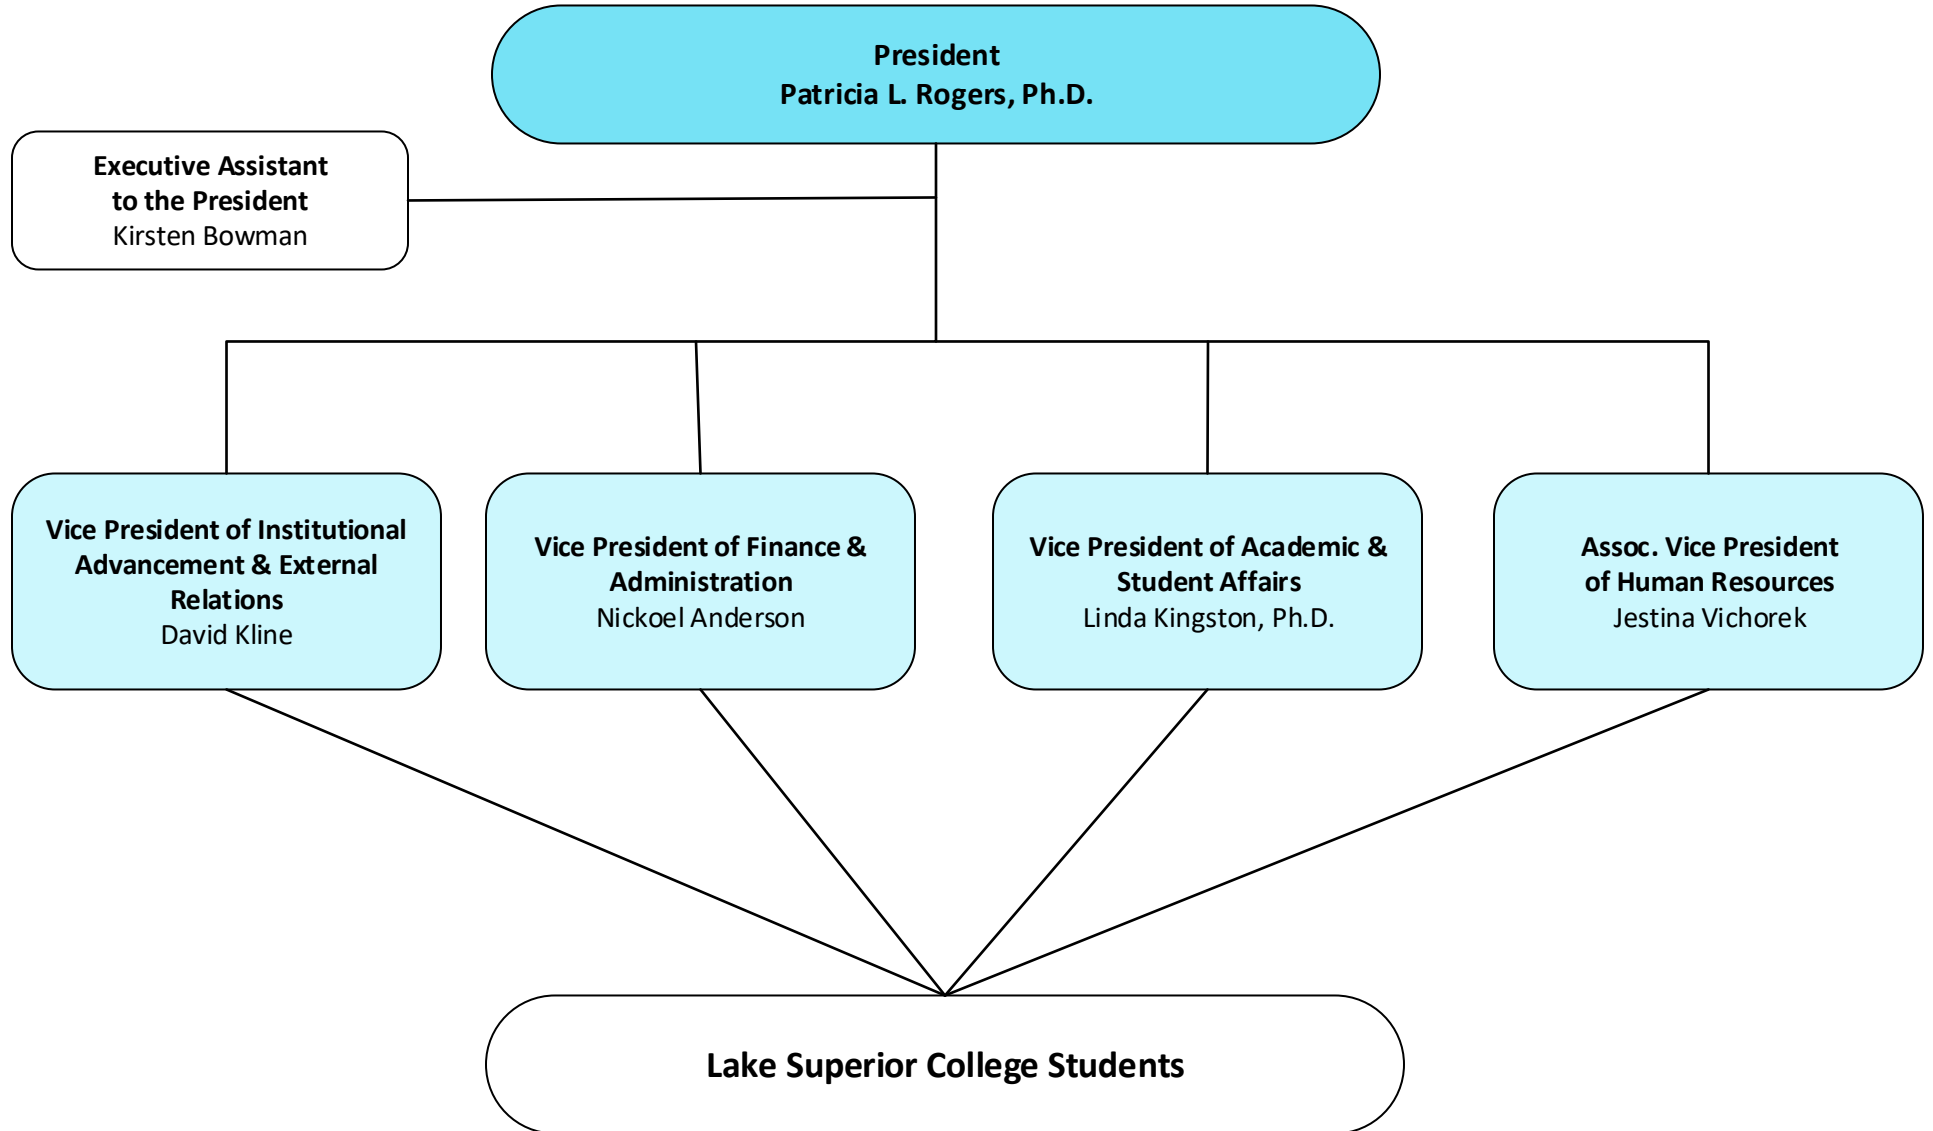 President
Patricia L. Rogers, Ph.D.
Executive Assistant
to the President
Kirsten Bowman
Vice President of Institutional
Advancement & External
Relations
David Kline
Vice President of Finance &
Administration
Nickoel Anderson
Vice President of Academic &
Student Affairs
Linda Kingston, Ph.D.
Assoc. Vice President
of Human Resources
Jestina Vichorek
Lake Superior College Students